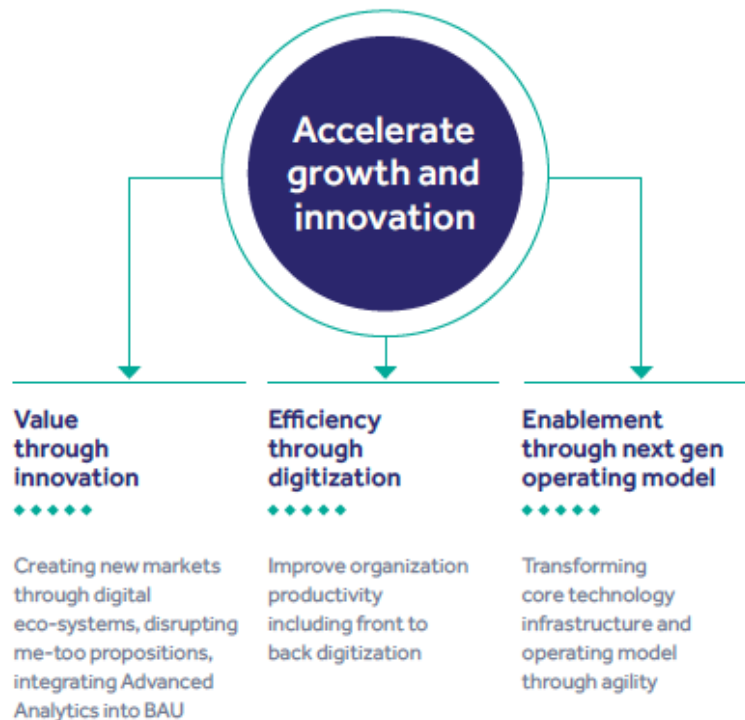 Accelerate
growth and
innovation
Value
through
innovation
Creating new markets
through digital
eco-systems, disrupting
me-too propositions,
integrating Advanced
Analytics into BAU
Efficiency
through
digitization
Improve organization
productivity
including front to
back digitization
Enablement
through next gen
operating model
Transforming
core technology
infrastructure and
operating model
through agility